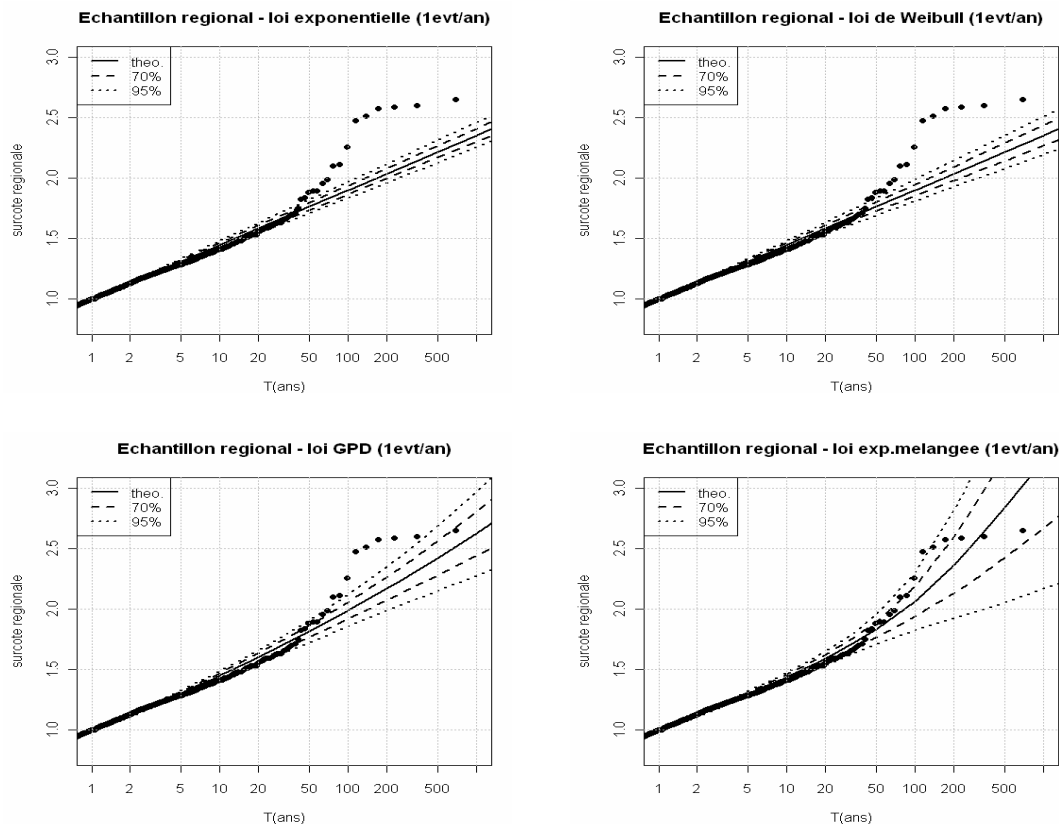 Echantillon regional - loi exponentielle (1evt/an)
surcote regionale
3.0
2.5
2.0
1.5
1.0
theo.
70%
95%
1 2 5 10 20 50 100 200 500
T(ans)
Echantillon regional - loi de Weibull (1evt/an)
surcote regionale
3.0
2.5
2.0
1.5
1.0
theo.
70%
95%
1 2 5 10 20 50 100 200 500
T(ans)
Echantillon regional - loi GPD (1evt/an)
surcote regionale
3.0
2.5
2.0
1.5
1.0
theo.
70%
95%
1 2 5 10 20 50 100 200 500
T(ans)
Echantillon regional - loi exp.melangee (1evt/an)
surcote regionale
3.0
2.5
2.0
1.5
1.0
theo.
70%
95%
1 2 5 10 20 50 100 200 500
T(ans)